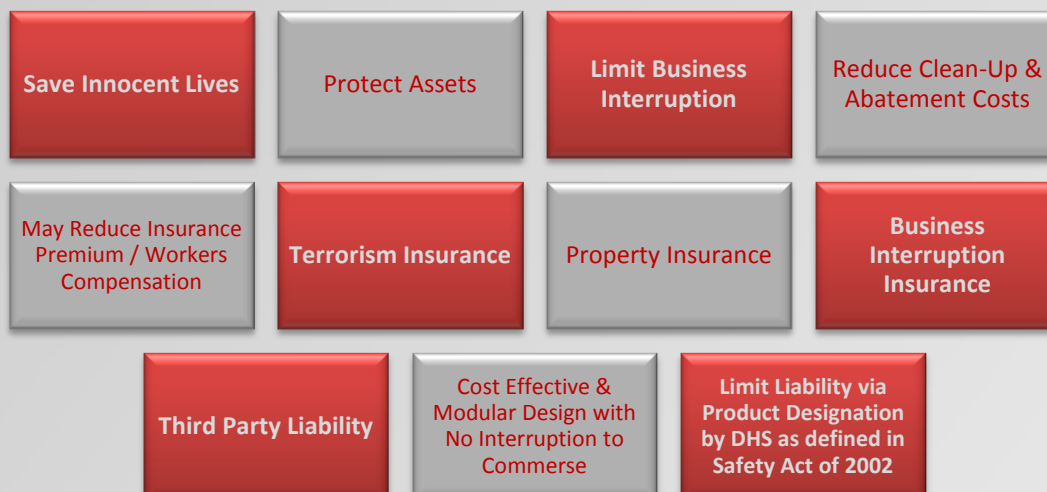 Save Innocent Lives
Protect Assets
Limit Business
Interruption
Reduce Clean-Up &
Abatement Costs
May Reduce Insurance
Premium / Workers
Compensation
Terrorism Insurance
Property Insurance
Business
Interruption
Insurance
Third Party Liability
Cost Effective &
Modular Design with
No Interruption to
Commerse
Limit Liability via
Product Designation
by DHS as defined in
Safety Act of 2002